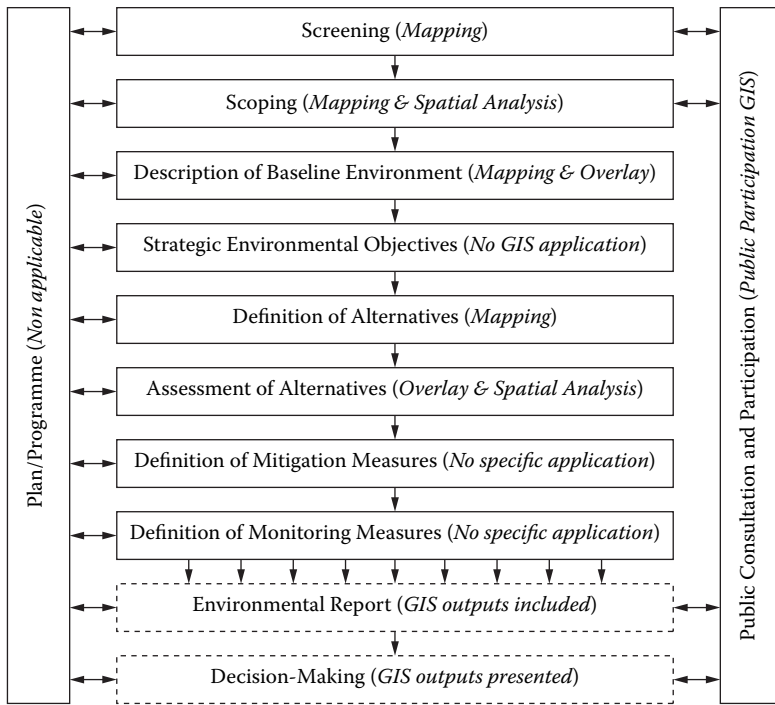 Plan/Programme (Non applicable)
Screening (Mapping)
Scoping (Mapping & Spatial Analysis)
Description of Baseline Environment (Mapping & Overlay)
Strategic Environmental Objectives (No GIS application)
Definition of Alternatives (Mapping)
Assessment of Alternatives (Overlay & Spatial Analysis)
Definition of Mitigation Measures (No specific application)
Definition of Monitoring Measures (No specific application)
Environmental Report (GIS outputs included)
Decision-Making (GIS outputs presented)
Public Consultation and Participation (Public Participation GIS)